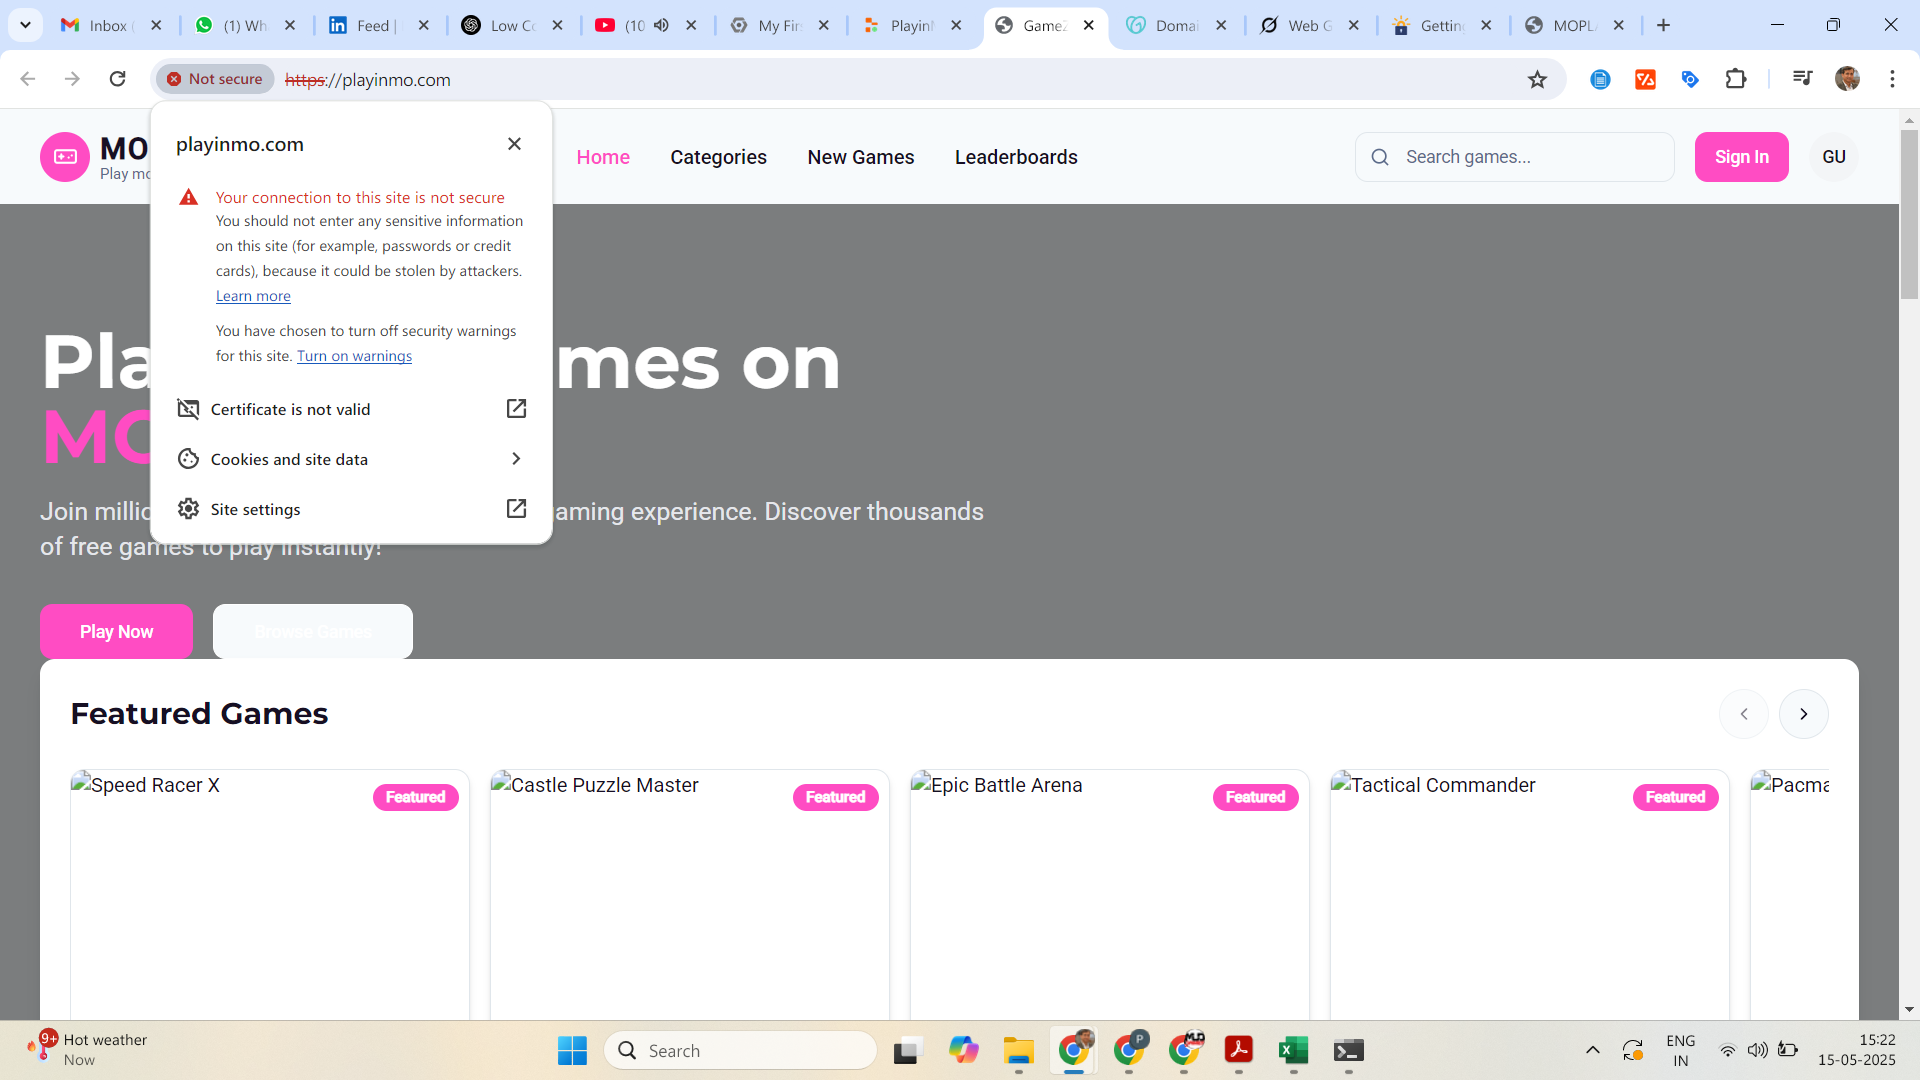 Inbox (
(1) Wh
Feed |
Low Co
(10
My Fir
Playin
GameZ
Domai
Web G
Getting
MOPL
Not secure
https://playinmo.com
playinmo.com
Your connection to this site is not secure
You should not enter any sensitive information
on this site (for example, passwords or credit
cards), because it could be stolen by attackers.
Learn more
You have chosen to turn off security warnings
for this site. Turn on warnings
Certificate is not valid
Cookies and site data
Site settings
MO
Play mo
Home
Categories
New Games
Leaderboards
Search games...
Sign In
GU
Pla mes on
MO
Join millio aming experience. Discover thousands
of free games to play instantly!
Play Now
Browse Games
Featured Games
Speed Racer X
Featured
Castle Puzzle Master
Featured
Epic Battle Arena
Featured
Tactical Commander
Featured
Pacma
9+
Hot weather
Now
Search
P
ENG
IN
15:22
15-05-2025